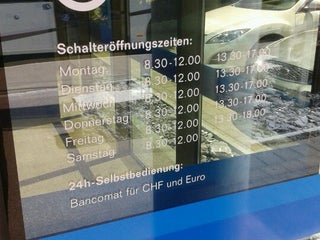 Schalteröffnungszeiten:
Montag 8.30-12.00 13.30-17.00
Dienstag 8.30-12.00 13.30-17.00
Mittwoch 8.30-12.00 13.30-17.00
Donnerstag 8.30-12.00 13.30-17.00
Freitag 8.30-12.00 13.30-18.00
Samstag 8.30-12.00
24h-Selbstbedienung:
Bancomat für CHF und Euro